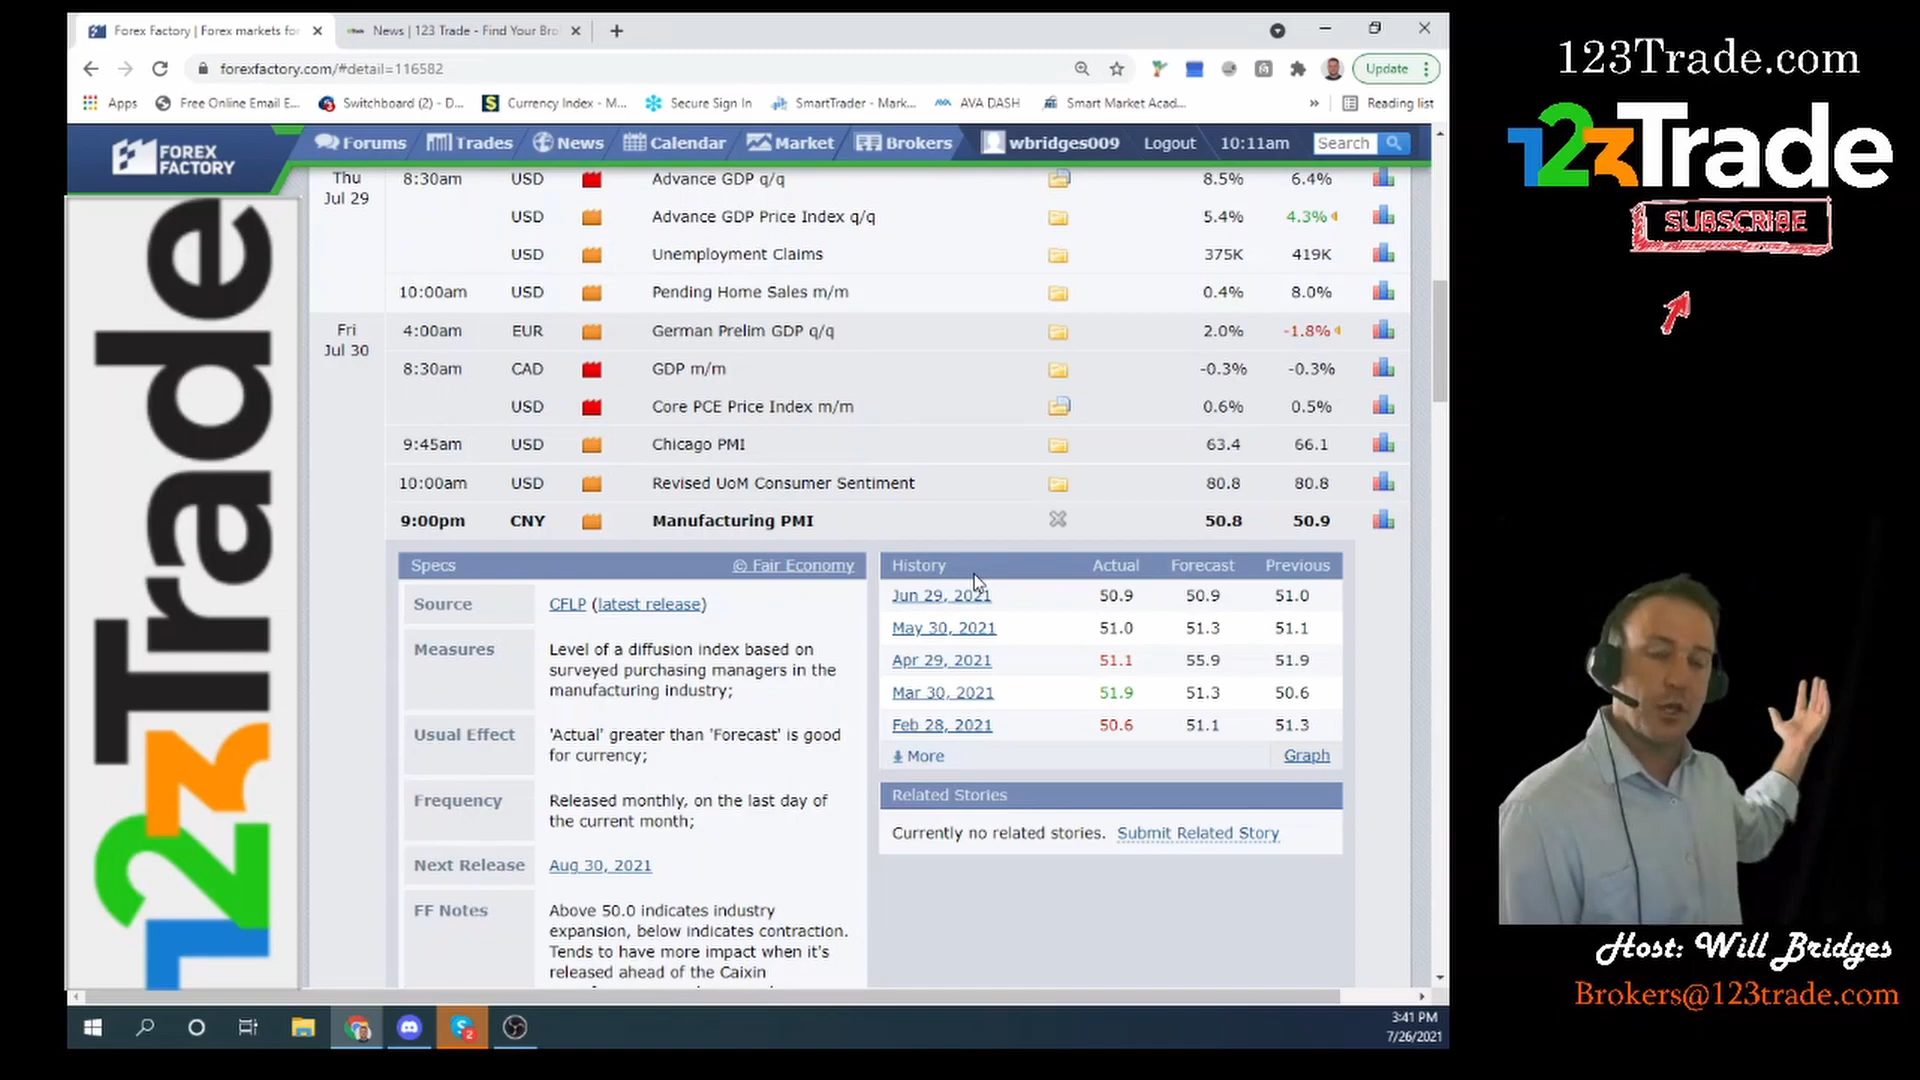 Forex Factory | Forex markets for
News | 123 Trade - Find Your Bro
forexfactory.com/#detail=116582
Update
Apps
Free Online Email E...
Switchboard (2) - D...
Currency Index - M...
Secure Sign In
SmartTrader - Mark...
AVA DASH
Smart Market Acad...
»
Reading list
FOREX FACTORY
Forums
Trades
News
Calendar
Market
Brokers
wbridges009
Logout
10:11am
Search
Thu Jul 29
8:30am USD Advance GDP q/q 8.5% 6.4%
USD Advance GDP Price Index q/q 5.4% 4.3%
USD Unemployment Claims 375K 419K
10:00am USD Pending Home Sales m/m 0.4% 8.0%
Fri Jul 30
4:00am EUR German Prelim GDP q/q 2.0% -1.8%
8:30am CAD GDP m/m -0.3% -0.3%
USD Core PCE Price Index m/m 0.6% 0.5%
9:45am USD Chicago PMI 63.4 66.1
10:00am USD Revised UoM Consumer Sentiment 80.8 80.8
9:00pm CNY Manufacturing PMI 50.8 50.9
Specs © Fair Economy
Source CFLP (latest release)
Measures Level of a diffusion index based on
surveyed purchasing managers in the
manufacturing industry;
Usual Effect 'Actual' greater than 'Forecast' is good
for currency;
Frequency Released monthly, on the last day of
the current month;
Next Release Aug 30, 2021
FF Notes Above 50.0 indicates industry
expansion, below indicates contraction.
Tends to have more impact when it's
released ahead of the Caixin
History Actual Forecast Previous
Jun 29, 2021 50.9 50.9 51.0
May 30, 2021 51.0 51.3 51.1
Apr 29, 2021 51.1 55.9 51.9
Mar 30, 2021 51.9 51.3 50.6
Feb 28, 2021 50.6 51.1 51.3
More Graph
Related Stories
Currently no related stories. Submit Related Story
123Trade
2
3:41 PM
7/26/2021
123Trade.com
123Trade
SUBSCRIBE
Host: Will Bridges
Brokers@123trade.com